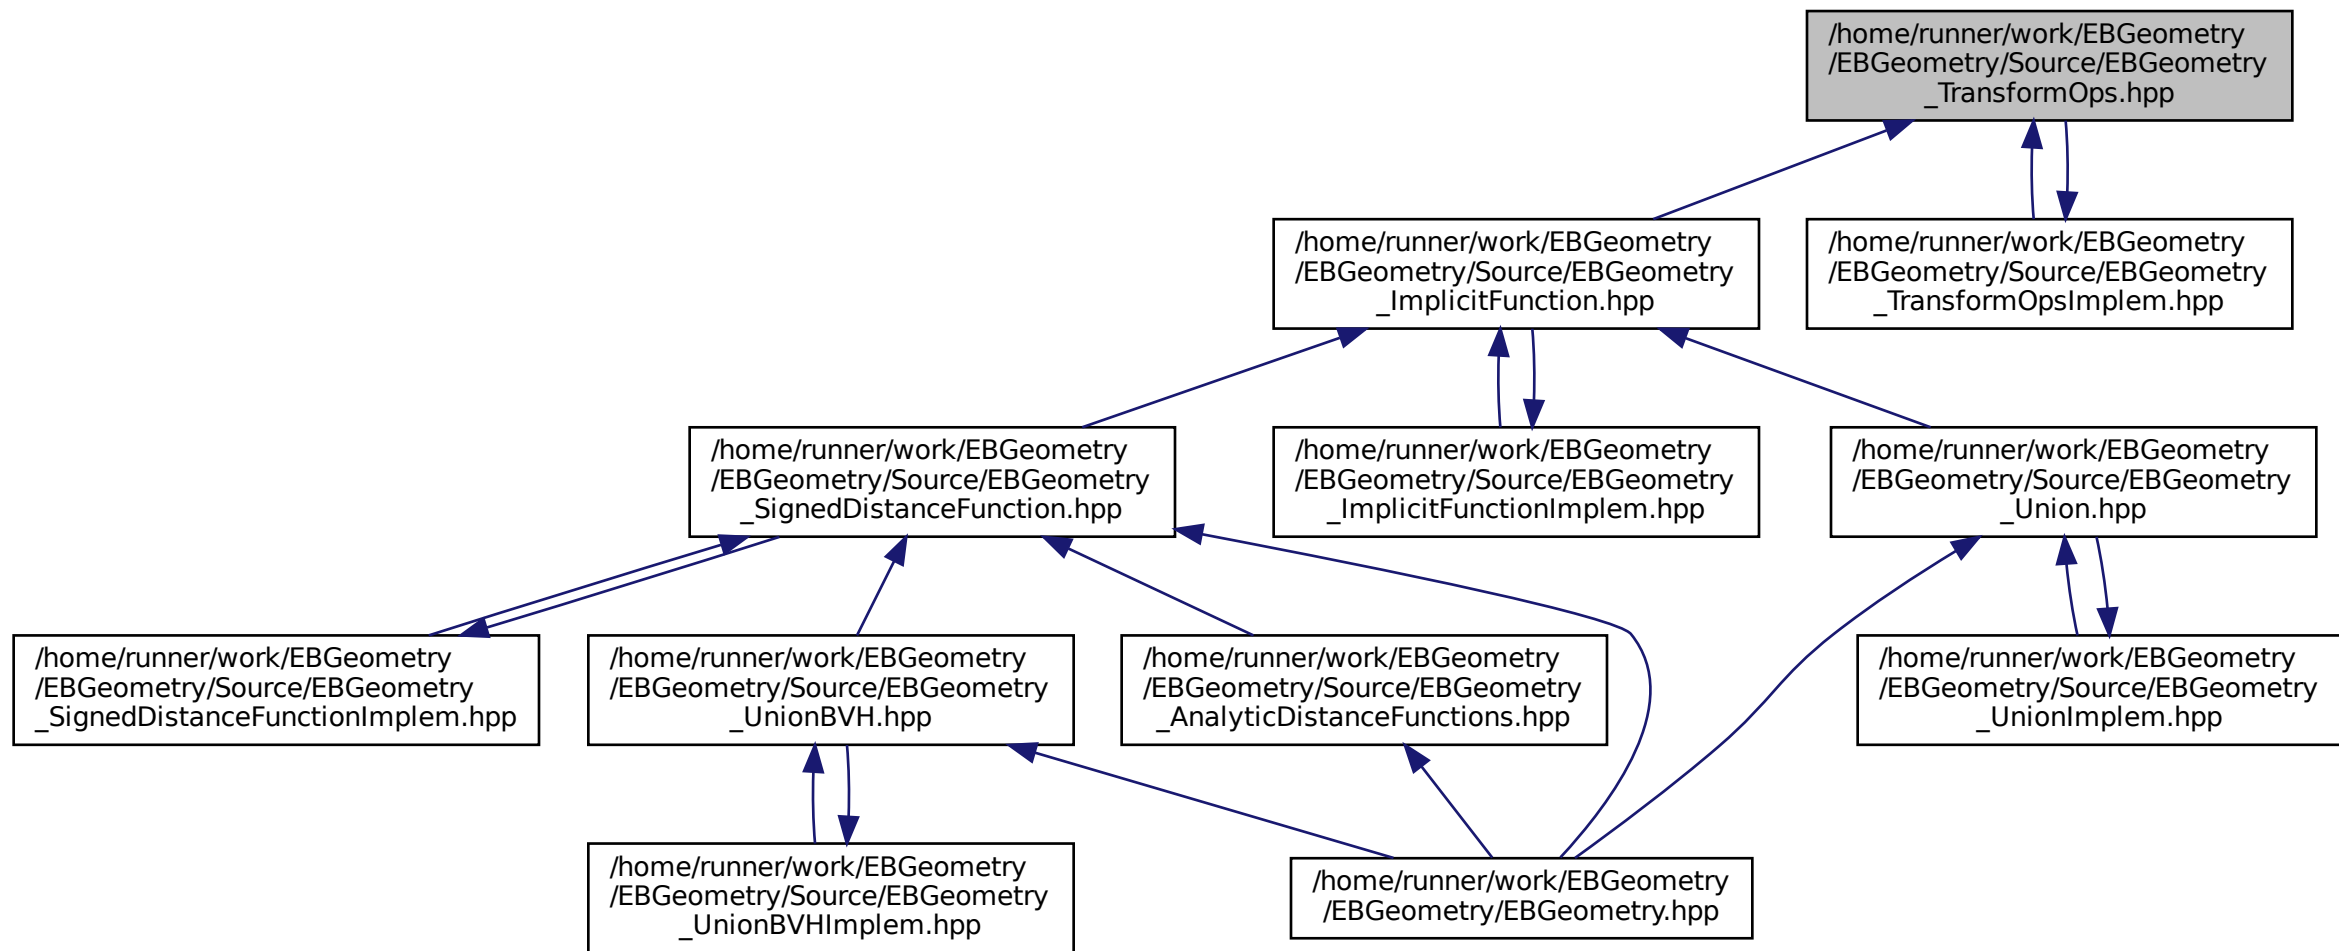 /home/runner/work/EBGeometry
/EBGeometry/Source/EBGeometry
_TransformOps.hpp
/home/runner/work/EBGeometry
/EBGeometry/Source/EBGeometry
_ImplicitFunction.hpp
/home/runner/work/EBGeometry
/EBGeometry/Source/EBGeometry
_TransformOpsImplem.hpp
/home/runner/work/EBGeometry
/EBGeometry/Source/EBGeometry
_SignedDistanceFunction.hpp
/home/runner/work/EBGeometry
/EBGeometry/Source/EBGeometry
_ImplicitFunctionImplem.hpp
/home/runner/work/EBGeometry
/EBGeometry/Source/EBGeometry
_Union.hpp
/home/runner/work/EBGeometry
/EBGeometry/Source/EBGeometry
_SignedDistanceFunctionImplem.hpp
/home/runner/work/EBGeometry
/EBGeometry/Source/EBGeometry
_UnionBVH.hpp
/home/runner/work/EBGeometry
/EBGeometry/Source/EBGeometry
_AnalyticDistanceFunctions.hpp
/home/runner/work/EBGeometry
/EBGeometry/Source/EBGeometry
_UnionImplem.hpp
/home/runner/work/EBGeometry
/EBGeometry/Source/EBGeometry
_UnionBVHImplem.hpp
/home/runner/work/EBGeometry
/EBGeometry/EBGeometry.hpp